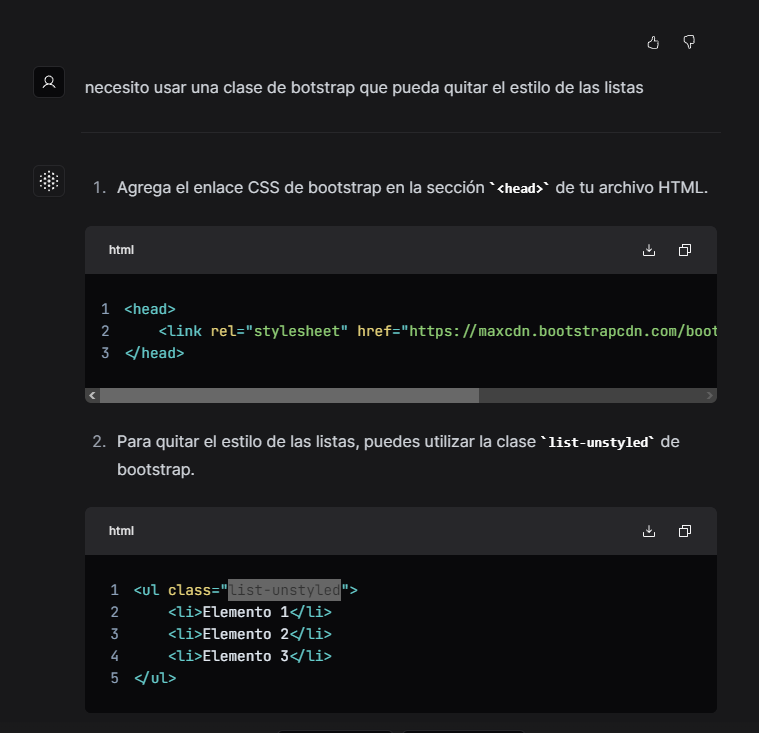 necesito usar una clase de botstrap que pueda quitar el estilo de las listas
1. Agrega el enlace CSS de bootstrap en la sección `<head>` de tu archivo HTML.
html
1 <head>
2     <link rel="stylesheet" href="https://maxcdn.bootstrapcdn.com/boot
3 </head>
2. Para quitar el estilo de las listas, puedes utilizar la clase `list-unstyled` de
bootstrap.
html
1 <ul class="list-unstyled">
2     <li>Elemento 1</li>
3     <li>Elemento 2</li>
4     <li>Elemento 3</li>
5 </ul>